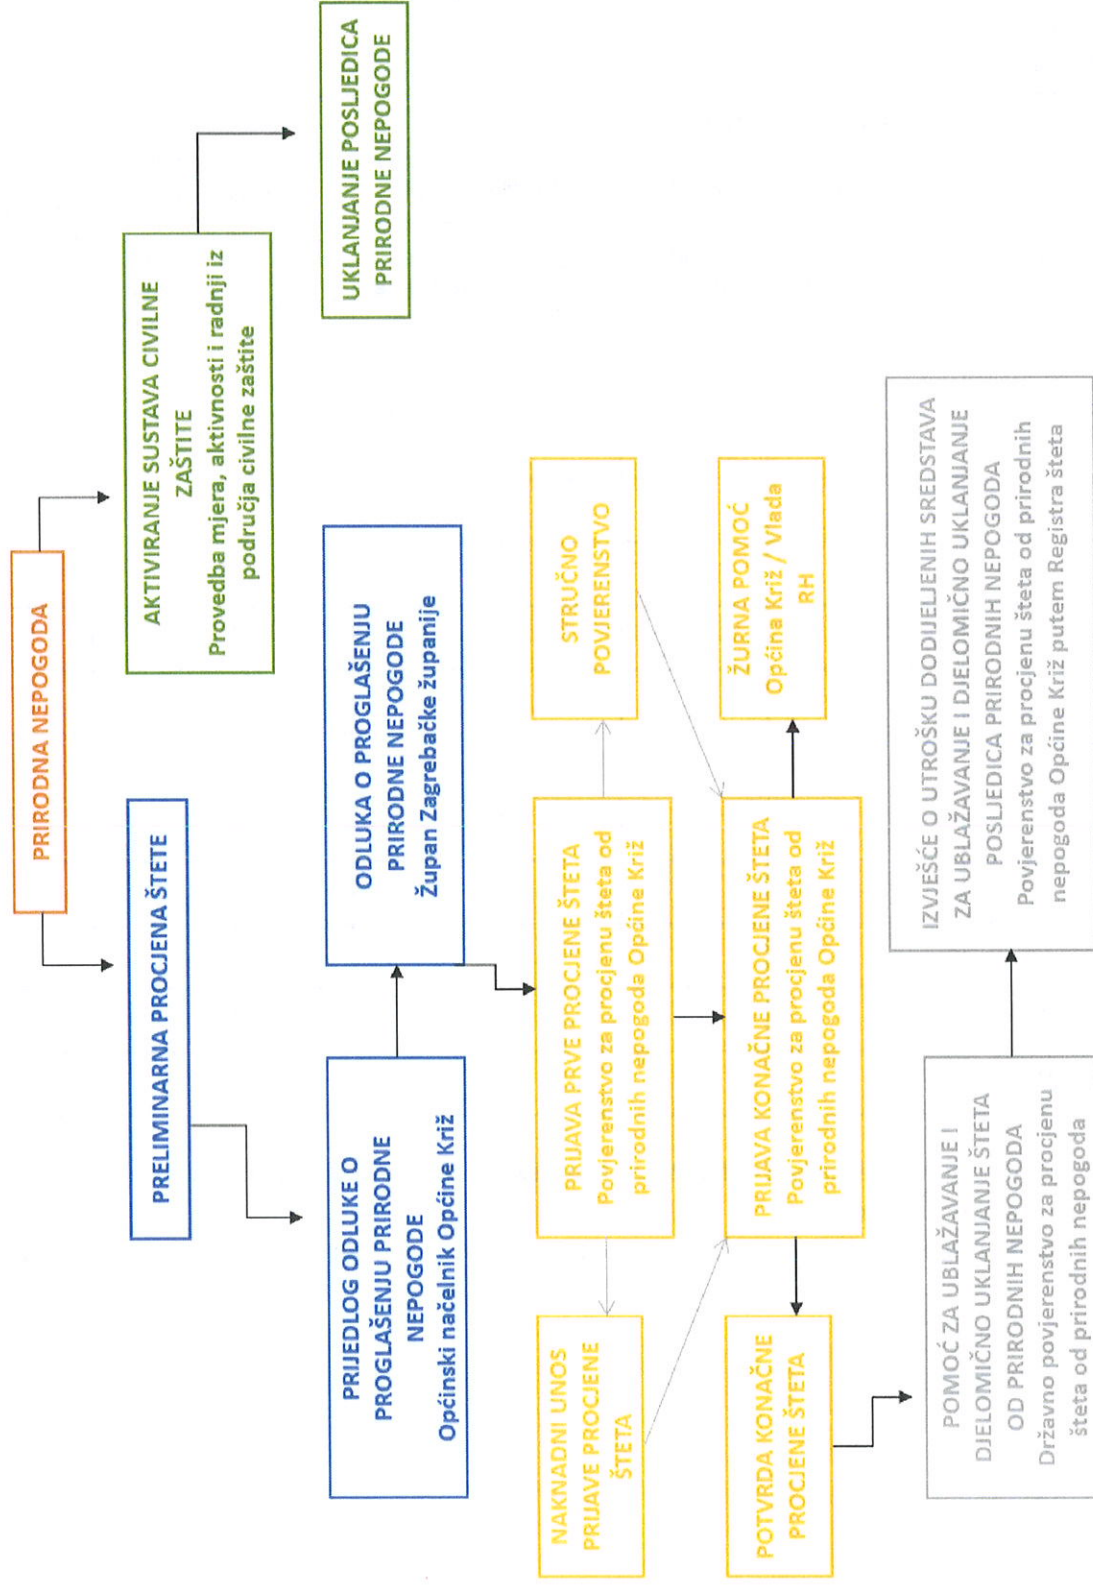 PRIRODNA NEPOGODA
PRELIMINARNA PROCJENA ŠTETE
AKTIVIRANJE SUSTAVA CIVILNE
ZAŠTITE
Provedba mjera, aktivnosti i radnji iz
područja civilne zaštite
PRIJEDLOG ODLUKE O
PROGLAŠENJU PRIRODNE
NEPOGODE
Općinski načelnik Općine Križ
ODLUKA O PROGLAŠENJU
PRIRODNE NEPOGODE
Župan Zagrebačke županije
UKLANJANJE POSLJEDICA
PRIRODNE NEPOGODE
NAKNADNI UNOS
PRIJAVE PROCJENE
ŠTETA
PRIJAVA PRVE PROCJENE ŠTETA
Povjerenstvo za procjenu šteta od
prirodnih nepogoda Općine Križ
STRUČNO
POVJERENSTVO
POTVRDA KONAČNE
PROCJENE ŠTETA
PRIJAVA KONAČNE PROCJENE ŠTETA
Povjerenstvo za procjenu šteta od
prirodnih nepogoda Općine Križ
ŽURNA POMOĆ
Općina Križ / Vlada
RH
POMOĆ ZA UBLAŽAVANJE I
DJELOMIČNO UKLANJANJE ŠTETA
OD PRIRODNIH NEPOGODA
Državno povjerenstvo za procjenu
šteta od prirodnih nepogoda
IZVJEŠĆE O UTROŠKU DODIJELJENIH SREDSTAVA
ZA UBLAŽAVANJE I DJELOMIČNO UKLANJANJE
POSLJEDICA PRIRODNIH NEPOGODA
Povjerenstvo za procjenu šteta od prirodnih
nepogoda Općine Križ putem Registra šteta